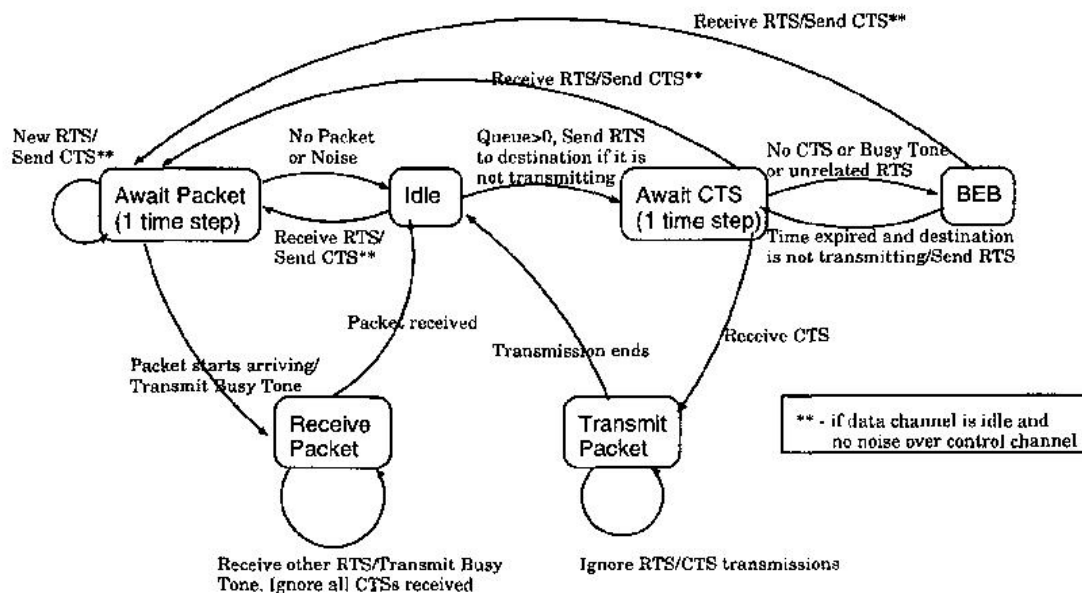 Receive RTS/Send CTS**
Receive RTS/Send CTS**
New RTS/
Send CTS**
No Packet
or Noise
Queue>0, Send RTS
to destination if it is
not transmitting
No CTS or Busy Tone
or unrelated RTS
Await Packet
(1 time step)
Idle
Await CTS
(1 time step)
BEB
Receive RTS/
Send CTS**
Time expired and destination
is not transmitting/Send RTS
Packet received
Transmission ends
Receive CTS
Packet starts arriving/
Transmit Busy Tone
Receive
Packet
Transmit
Packet
** - if data channel is idle and
no noise over control channel
Receive other RTS/Transmit Busy
Tone, Ignore all CTSs received
Ignore RTS/CTS transmissions